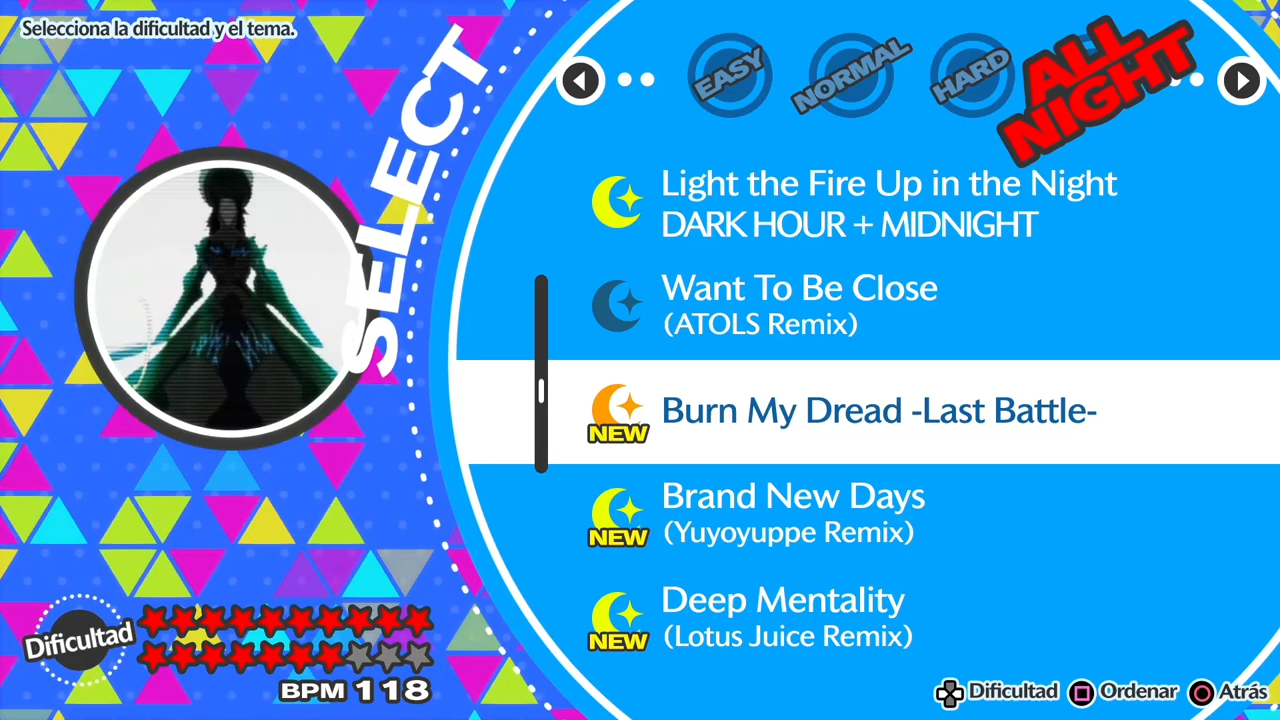 Selecciona la dificultad y el tema.
SELECT
EASY
NORMAL
HARD
ALL
NIGHT
Light the Fire Up in the Night
DARK HOUR + MIDNIGHT
Want To Be Close
(ATOLS Remix)
Burn My Dread -Last Battle-
NEW
Brand New Days
NEW
(Yuyoyuppe Remix)
Deep Mentality
NEW
(Lotus Juice Remix)
Dificultad
BPM 118
Dificultad
Ordenar
Atrás